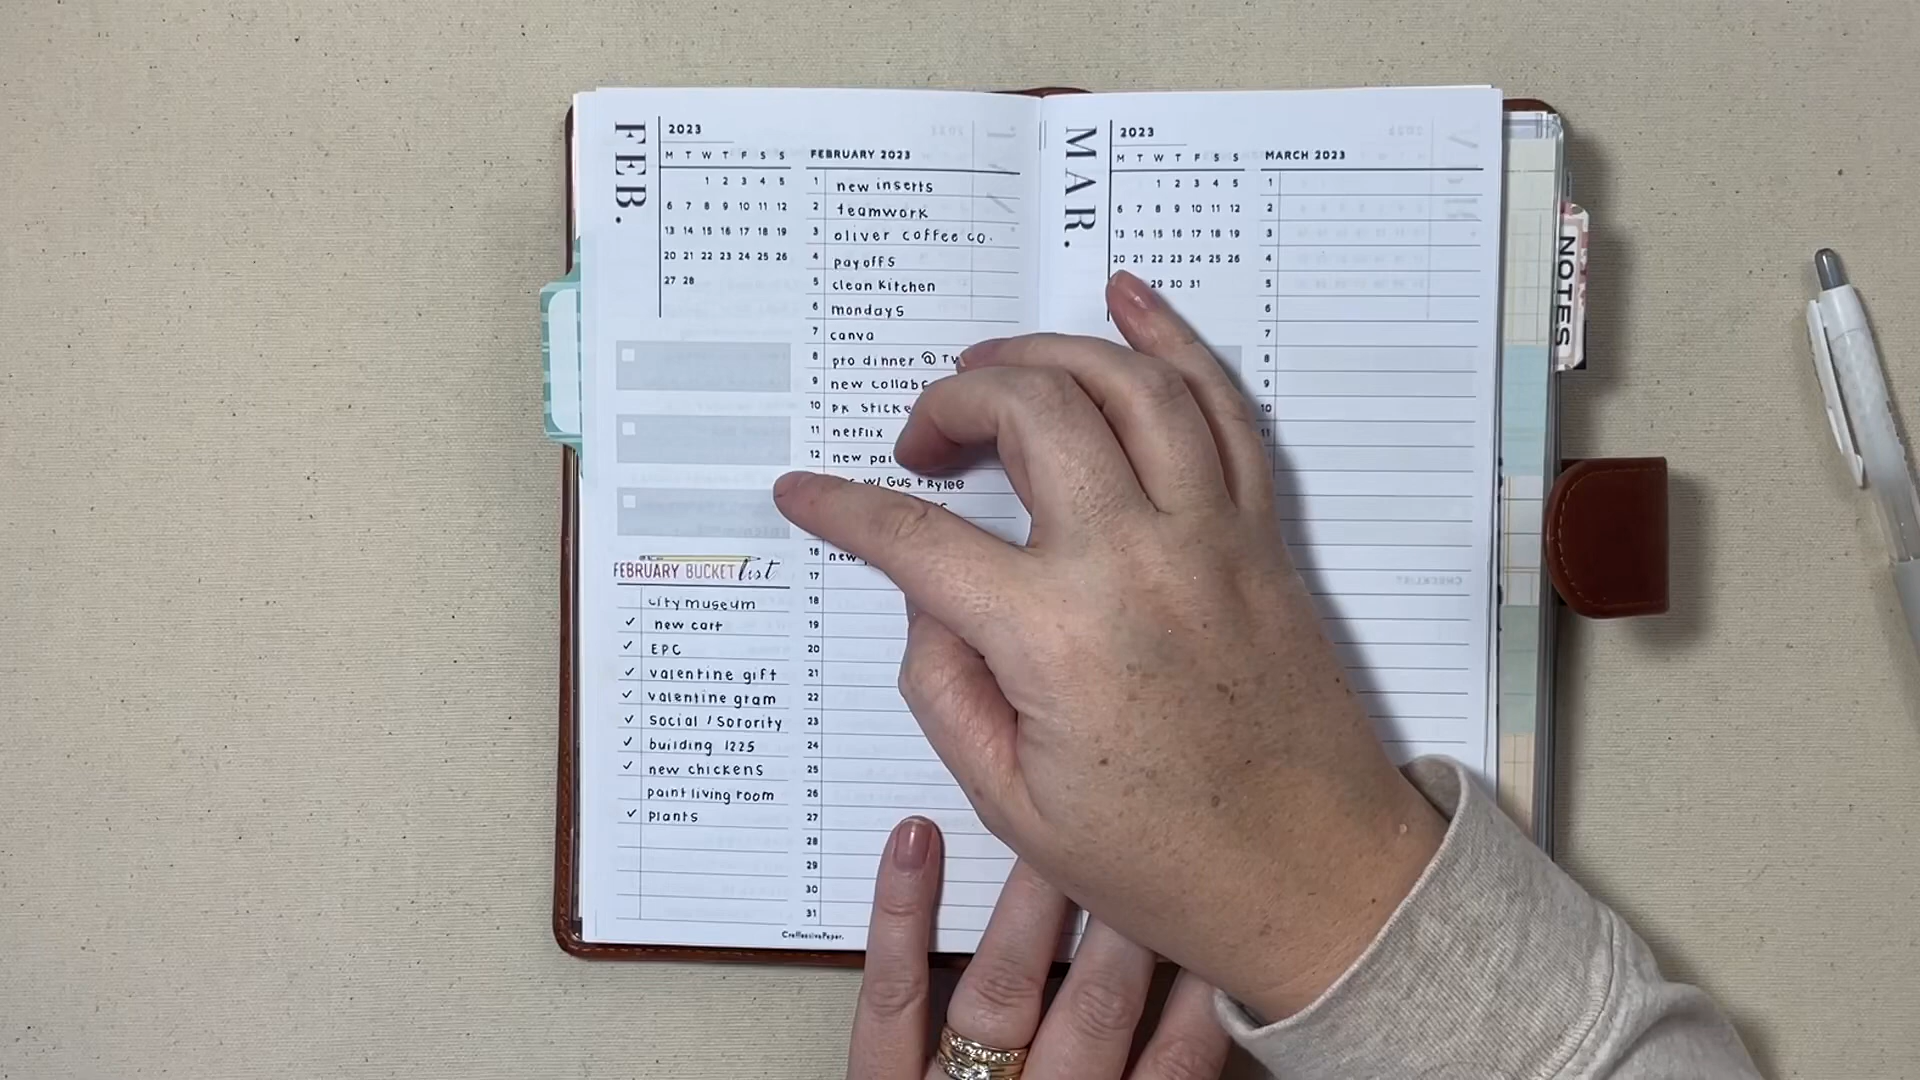 FEB.
2023
M T W T F S S
1 2 3 4 5
6 7 8 9 10 11 12
13 14 15 16 17 18 19
20 21 22 23 24 25 26
27 28
FEBRUARY 2023
1 new inserts
2 teamwork
3 oliver coffee co.
4 payoffs
5 clean kitchen
6 mondays
7 canva
8 pro dinner @
9 new
10 PK
11 netflix
12 new
w/ Gus + Rylee
16 new
17
18
19
20
21
22
23
24
25
26
27
28
29
30
31
FEBRUARY BUCKET list
city museum
✓ new cart
✓ EPC
✓ valentine gift
✓ valentine gram
✓ Social / Sorority
✓ building 1225
✓ new chickens
paint living room
✓ plants
CreffectivePaper.
MAR.
2023
M T W T F S S
1 2 3 4 5
6 7 8 9 10 11 12
13 14 15 16 17 18 19
20 21 22 23 24 25 26
29 30 31
MARCH 2023
1
2
3
4
5
6
7
8
9
10
11
NOTES